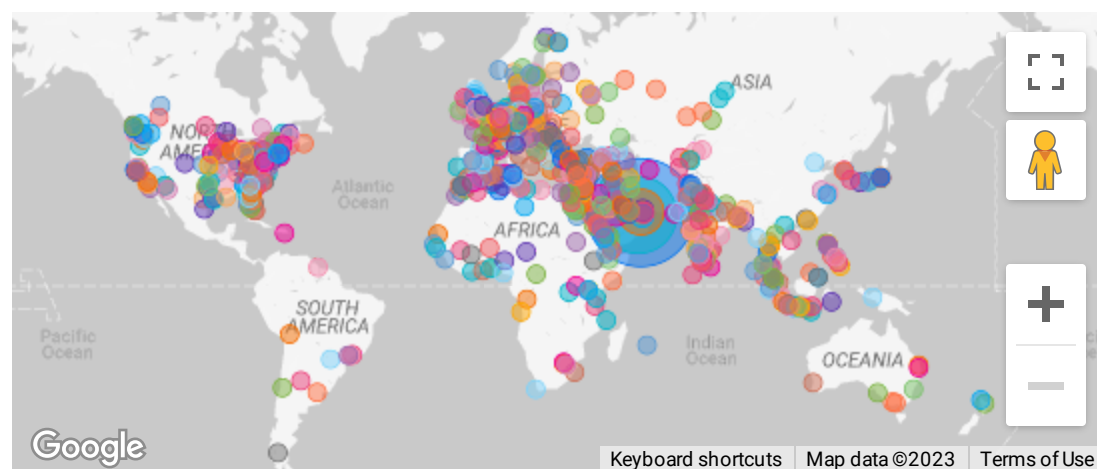 ASIA
NORTH
AMERICA
Atlantic
Ocean
AFRICA
SOUTH
AMERICA
Pacific
Ocean
Indian
Ocean
OCEANIA
Google
Keyboard shortcuts
Map data ©2023
Terms of Use